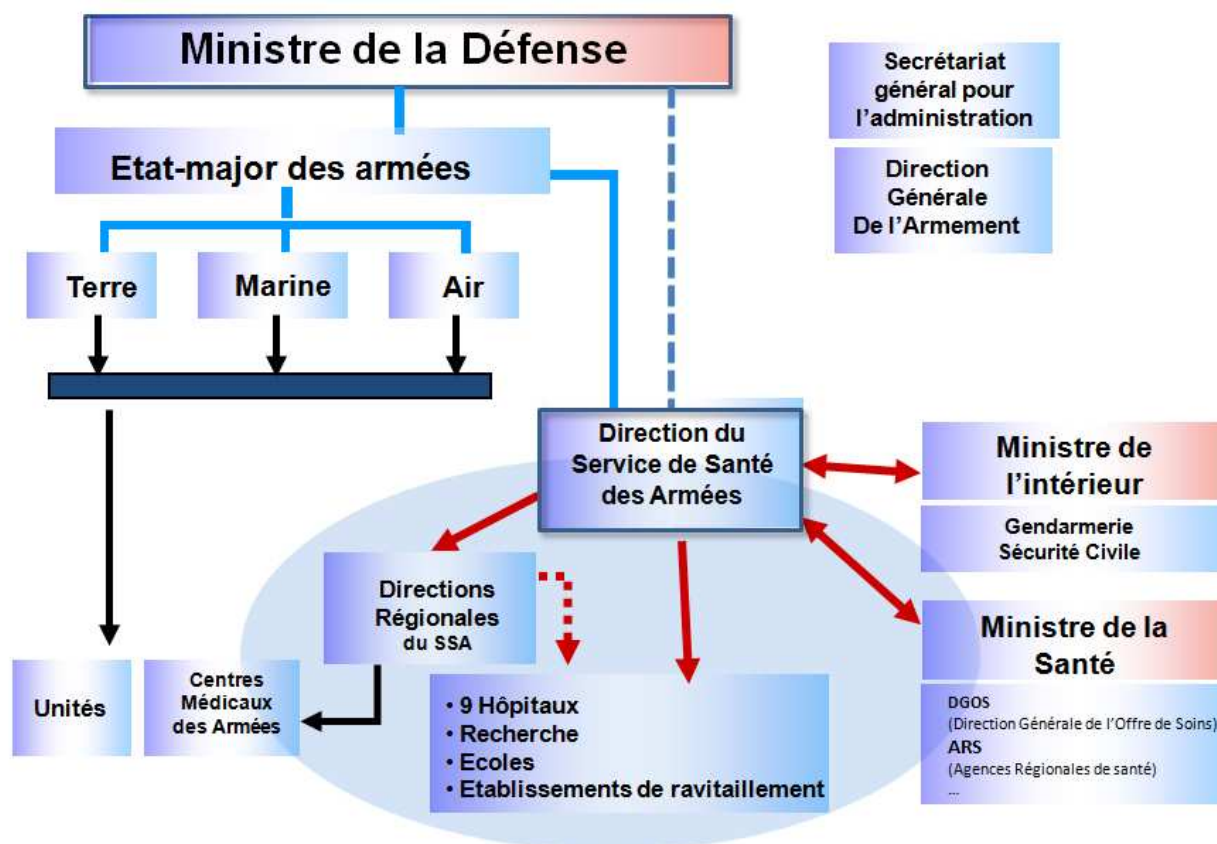 Ministre de la Défense
Secrétariat
général pour
l'administration
Etat-major des armées
Direction
Générale
De l'Armement
Terre
Marine
Air
Direction du
Service de Santé
des Armées
Ministre de
l'intérieur
Gendarmerie
Sécurité Civile
Directions
Régionales
du SSA
Ministre de la
Santé
Unités
Centres
Médicaux
des Armées
• 9 Hôpitaux
• Recherche
• Ecoles
• Etablissements de ravitaillement
DGOS
(Direction Générale de l'Offre de Soins)
ARS
(Agences Régionales de santé)
...